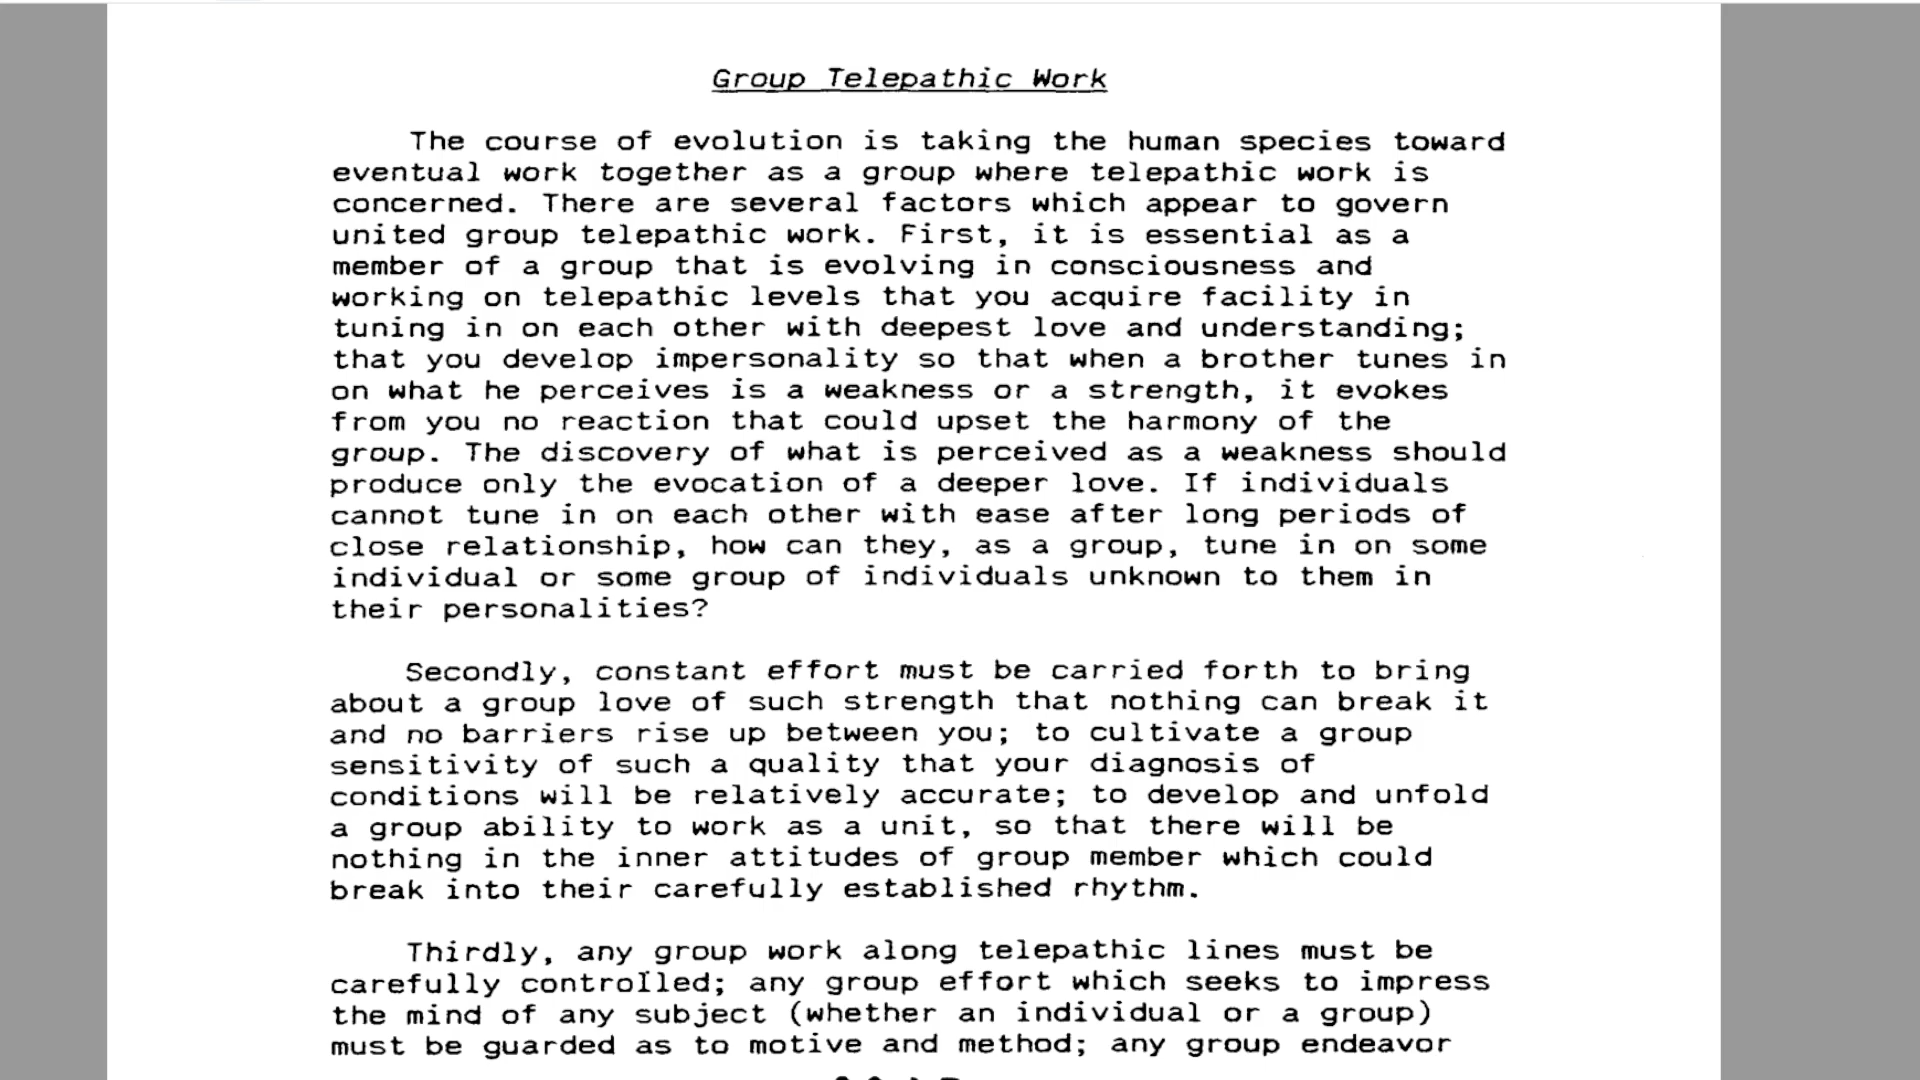 Group Telepathic Work
The course of evolution is taking the human species toward
eventual work together as a group where telepathic work is
concerned. There are several factors which appear to govern
united group telepathic work. First, it is essential as a
member of a group that is evolving in consciousness and
working on telepathic levels that you acquire facility in
tuning in on each other with deepest love and understanding;
that you develop impersonality so that when a brother tunes in
on what he perceives is a weakness or a strength, it evokes
from you no reaction that could upset the harmony of the
group. The discovery of what is perceived as a weakness should
produce only the evocation of a deeper love. If individuals
cannot tune in on each other with ease after long periods of
close relationship, how can they, as a group, tune in on some
individual or some group of individuals unknown to them in
their personalities?
Secondly, constant effort must be carried forth to bring
about a group love of such strength that nothing can break it
and no barriers rise up between you; to cultivate a group
sensitivity of such a quality that your diagnosis of
conditions will be relatively accurate; to develop and unfold
a group ability to work as a unit, so that there will be
nothing in the inner attitudes of group member which could
break into their carefully established rhythm.
Thirdly, any group work along telepathic lines must be
carefully controlled; any group effort which seeks to impress
the mind of any subject (whether an individual or a group)
must be guarded as to motive and method; any group endeavor